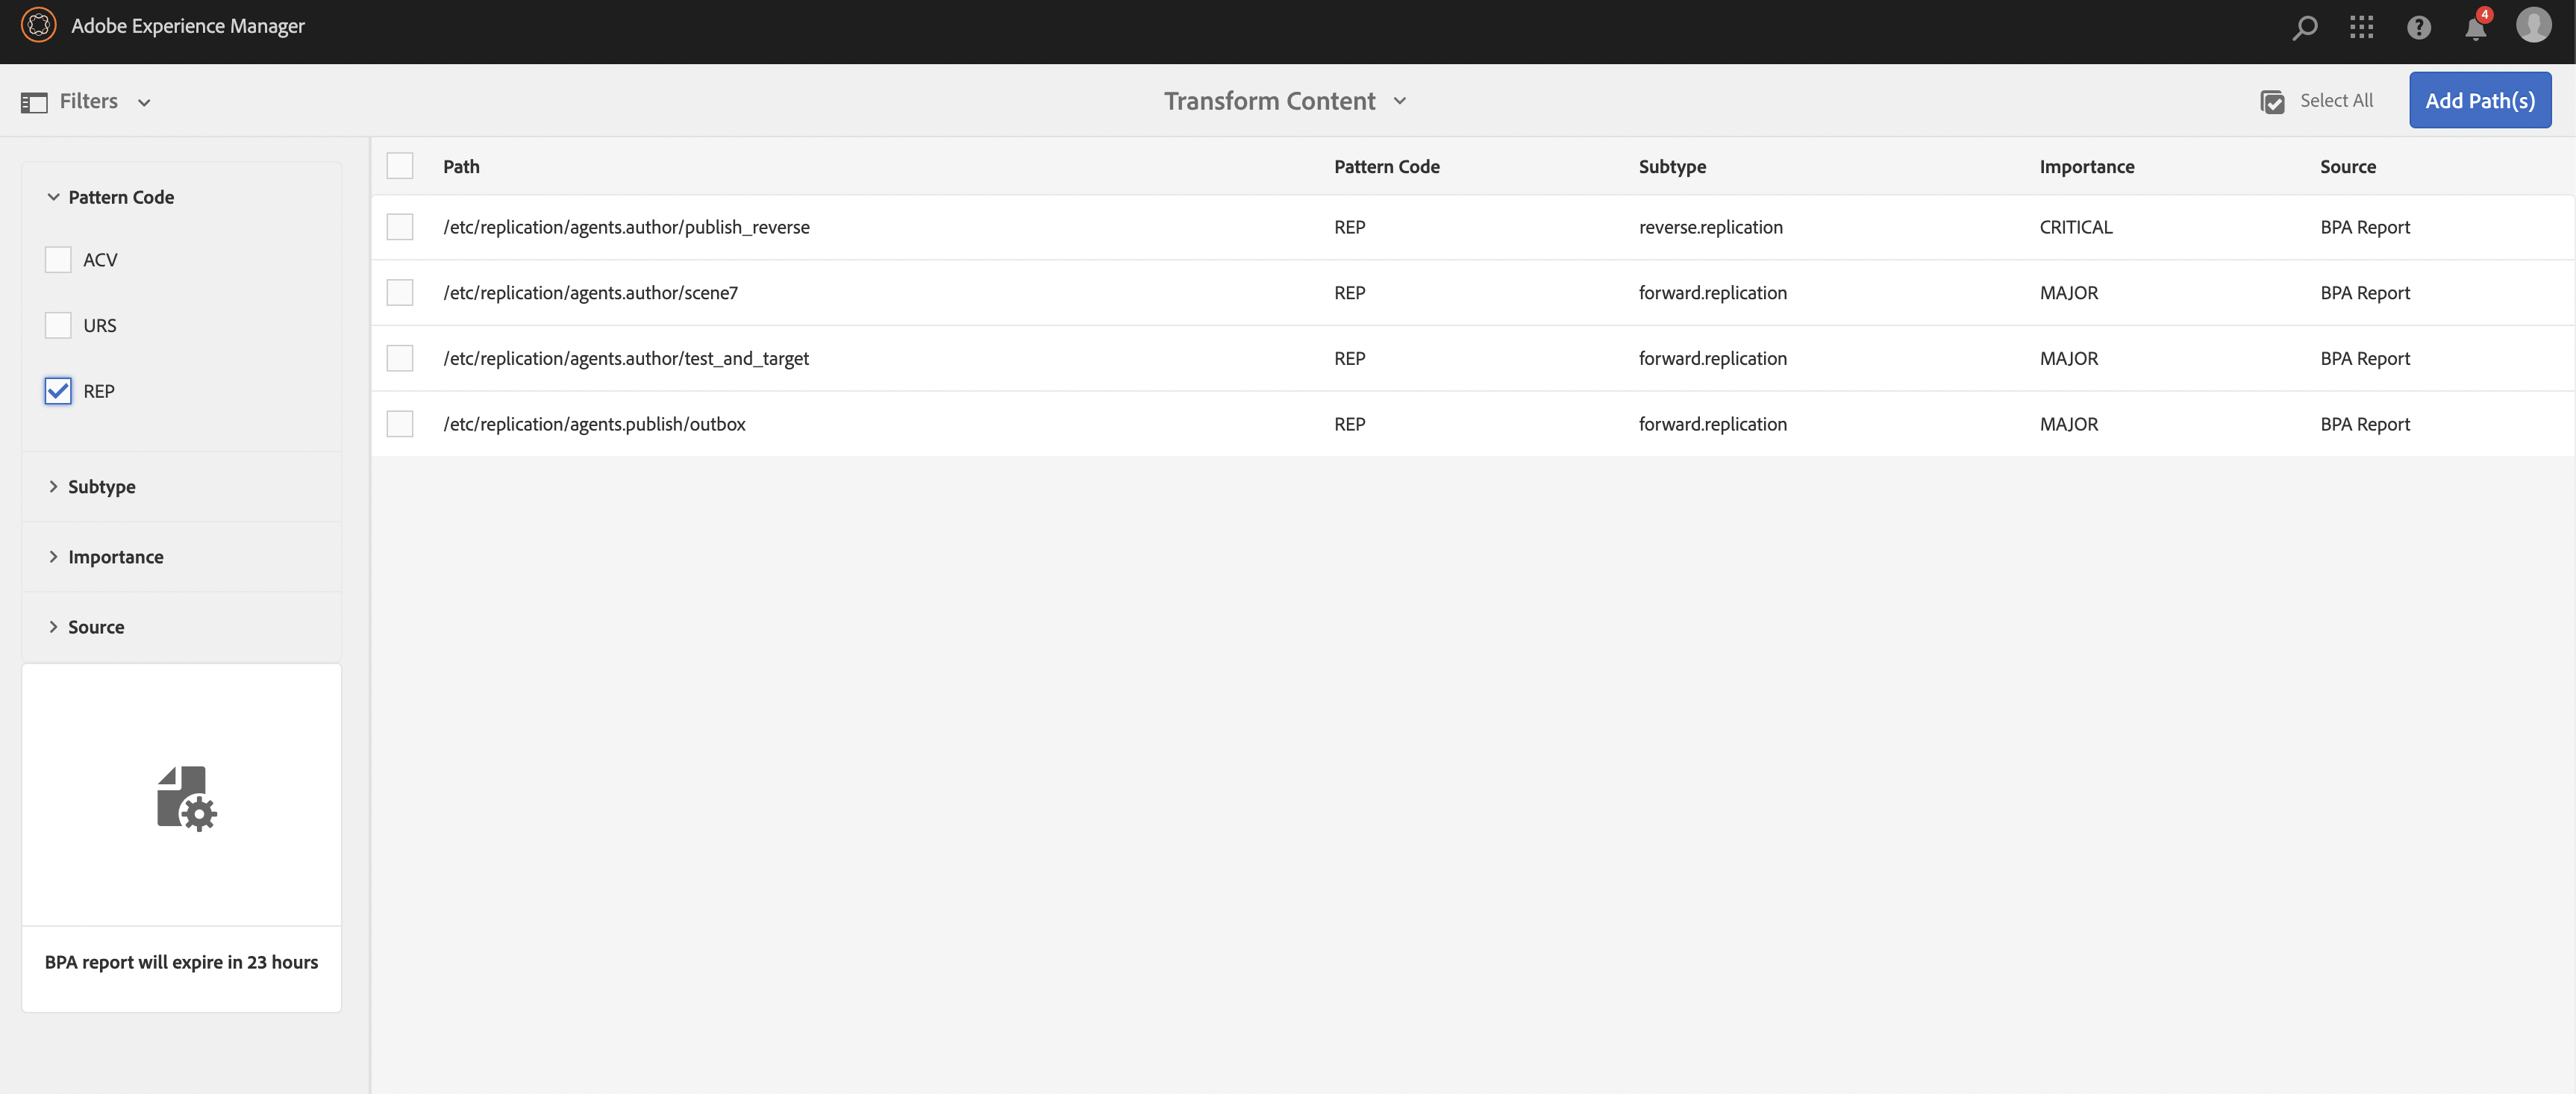 Adobe Experience Manager
4
Filters
Transform Content
Select All
Add Path(s)
Pattern Code
ACV
URS
REP
Subtype
Importance
Source
BPA report will expire in 23 hours
Path Pattern Code Subtype Importance Source
/etc/replication/agents.author/publish_reverse REP reverse.replication CRITICAL BPA Report
/etc/replication/agents.author/scene7 REP forward.replication MAJOR BPA Report
/etc/replication/agents.author/test_and_target REP forward.replication MAJOR BPA Report
/etc/replication/agents.publish/outbox REP forward.replication MAJOR BPA Report